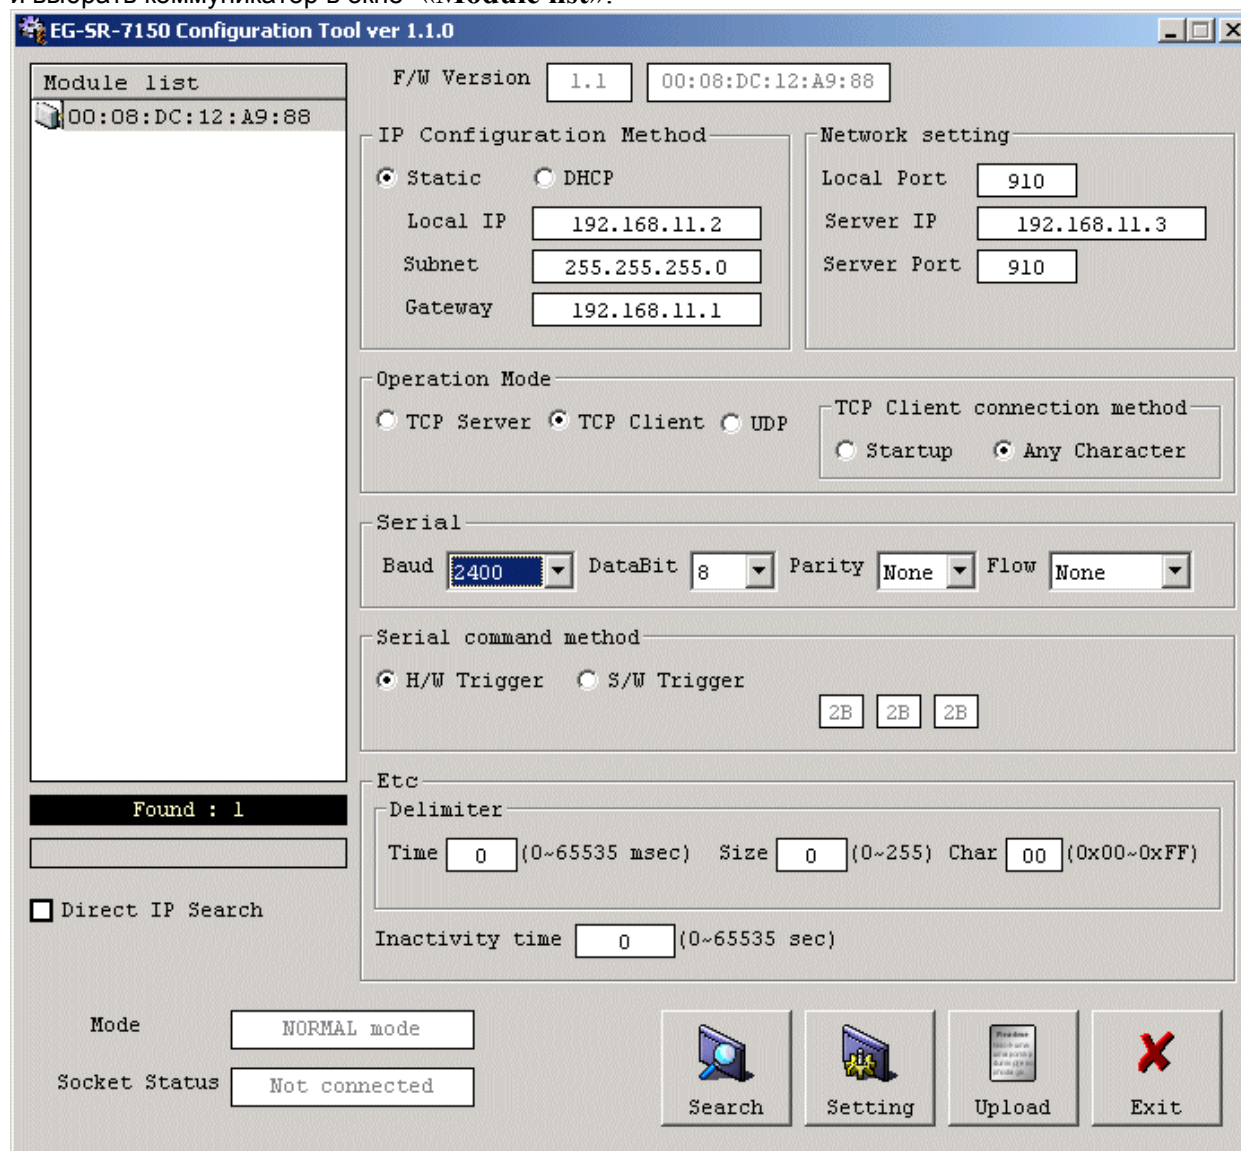 и выбрать коммуникатор в окне «Module list».
EG-SR-7150 Configuration Tool ver 1.1.0
Module list
00:08:DC:12:A9:88
F/W Version 1.1 00:08:DC:12:A9:88
IP Configuration Method
Static DHCP
Local IP 192.168.11.2
Subnet 255.255.255.0
Gateway 192.168.11.1
Network setting
Local Port 910
Server IP 192.168.11.3
Server Port 910
Operation Mode
TCP Server TCP Client UDP
TCP Client connection method
Startup Any Character
Serial
Baud 2400 DataBit 8 Parity None Flow None
Serial command method
H/W Trigger S/W Trigger
2B 2B 2B
Etc
Delimiter
Time 0 (0~65535 msec) Size 0 (0~255) Char 00 (0x00~0xFF)
Inactivity time 0 (0~65535 sec)
Found : 1
Direct IP Search
Mode NORMAL mode
Socket Status Not connected
Search Setting Upload Exit